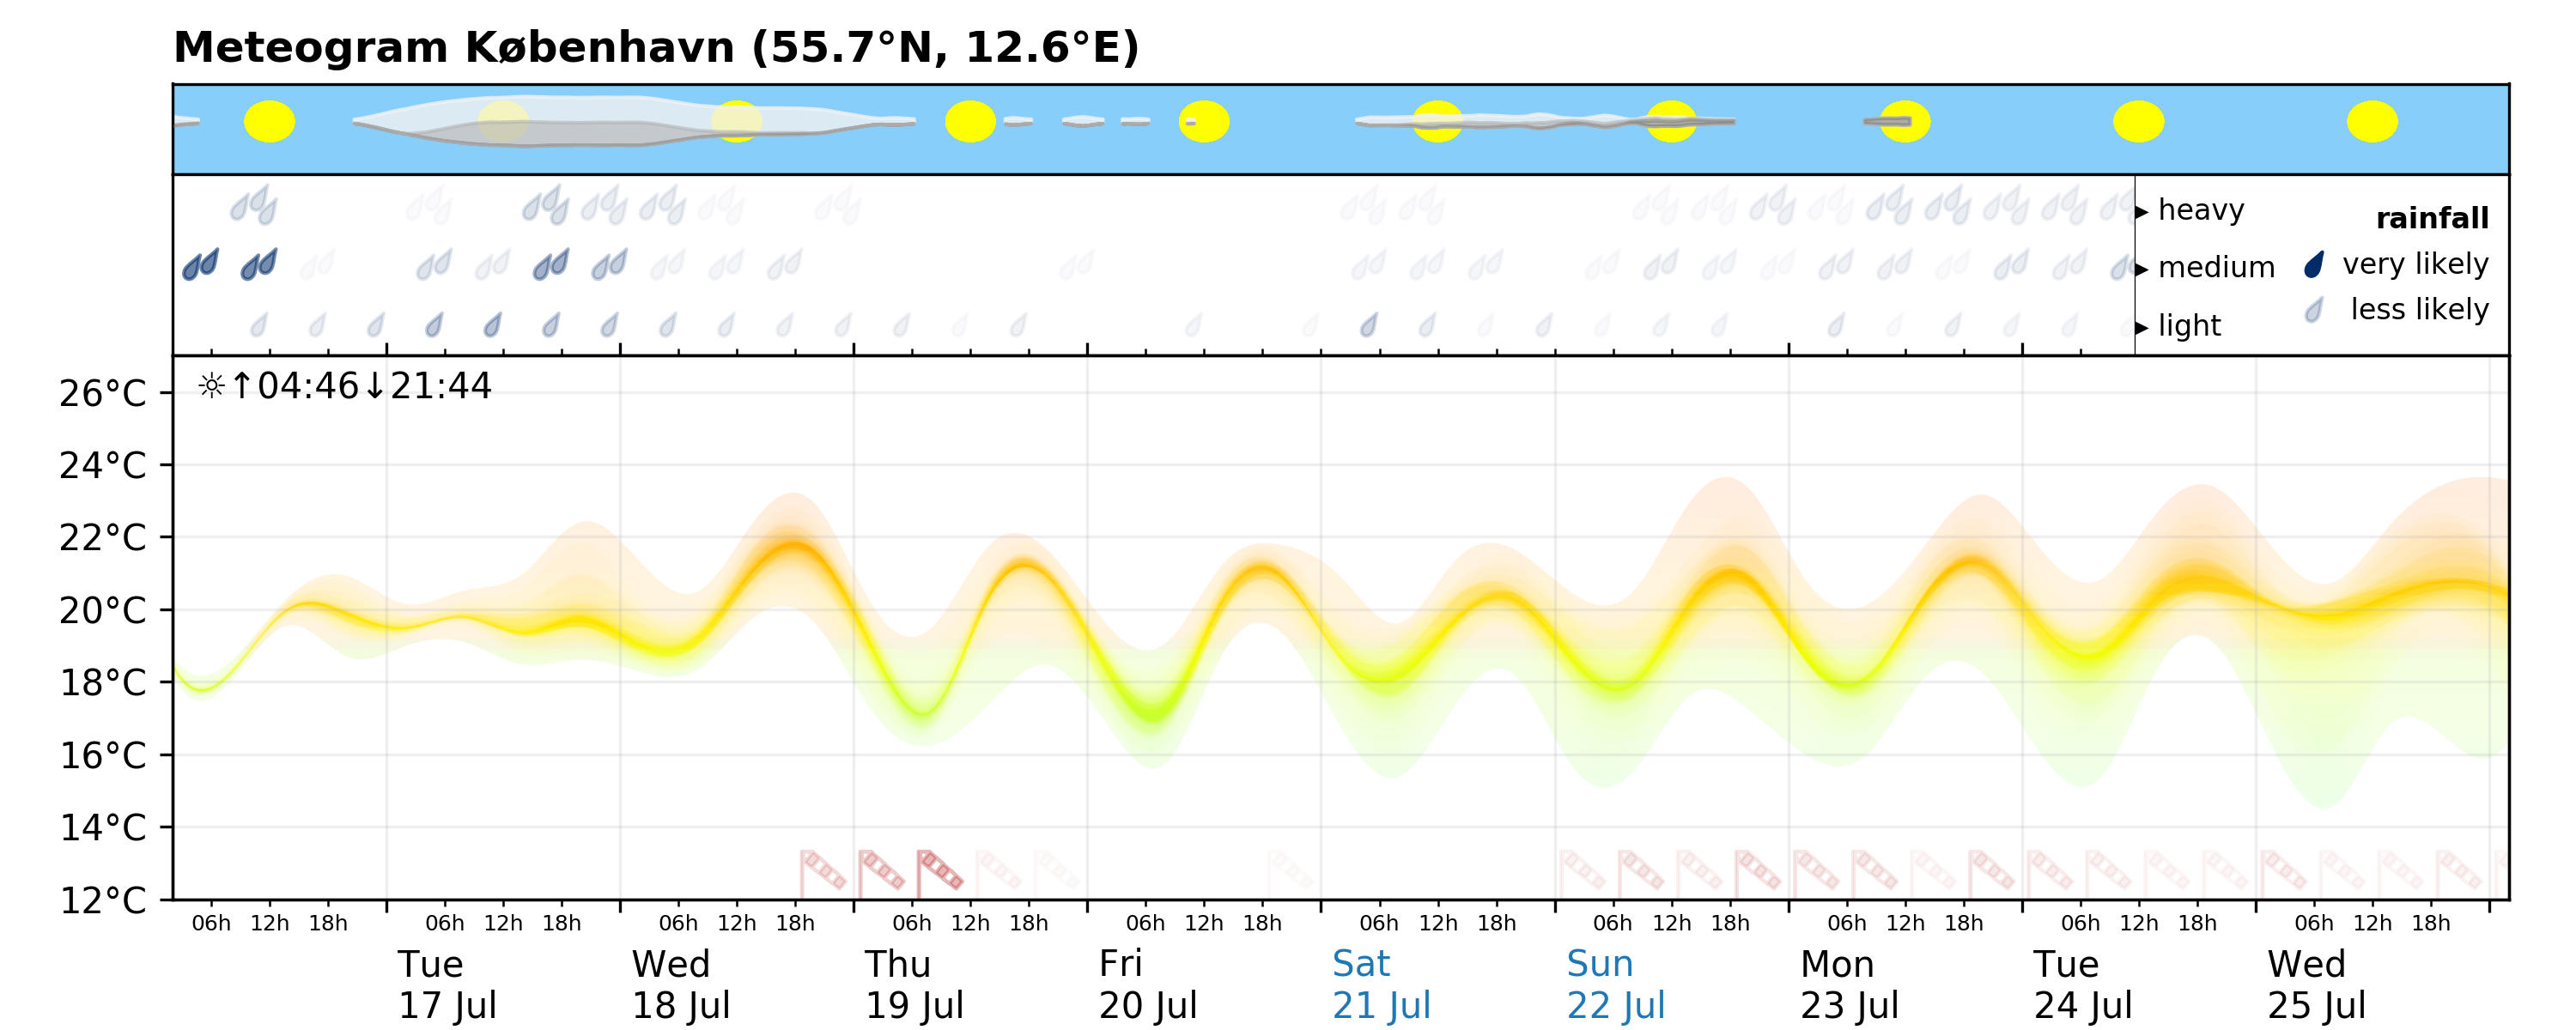 Meteogram København (55.7°N, 12.6°E)
heavy
rainfall
medium
very likely
less likely
light
☼↑04:46↓21:44
26°C
24°C
22°C
20°C
18°C
16°C
14°C
12°C
06h 12h 18h 06h 12h 18h 06h 12h 18h 06h 12h 18h 06h 12h 18h 06h 12h 18h 06h 12h 18h 06h 12h 18h 06h 12h 18h 06h 12h 18h
Tue Wed Thu Fri Sat Sun Mon Tue Wed
17 Jul 18 Jul 19 Jul 20 Jul 21 Jul 22 Jul 23 Jul 24 Jul 25 Jul